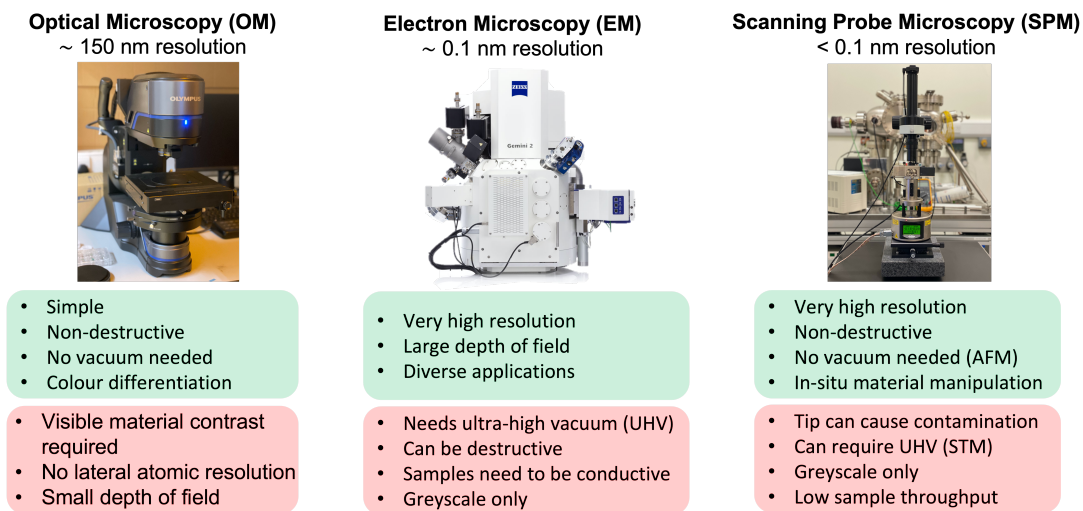 Optical Microscopy (OM)
~ 150 nm resolution
OLYMPUS
Simple
Non-destructive
No vacuum needed
Colour differentiation
Visible material contrast
required
No lateral atomic resolution
Small depth of field
Electron Microscopy (EM)
~ 0.1 nm resolution
ZEISS
Gemini 2
Very high resolution
Large depth of field
Diverse applications
Needs ultra-high vacuum (UHV)
Can be destructive
Samples need to be conductive
Greyscale only
Scanning Probe Microscopy (SPM)
< 0.1 nm resolution
Very high resolution
Non-destructive
No vacuum needed (AFM)
In-situ material manipulation
Tip can cause contamination
Can require UHV (STM)
Greyscale only
Low sample throughput